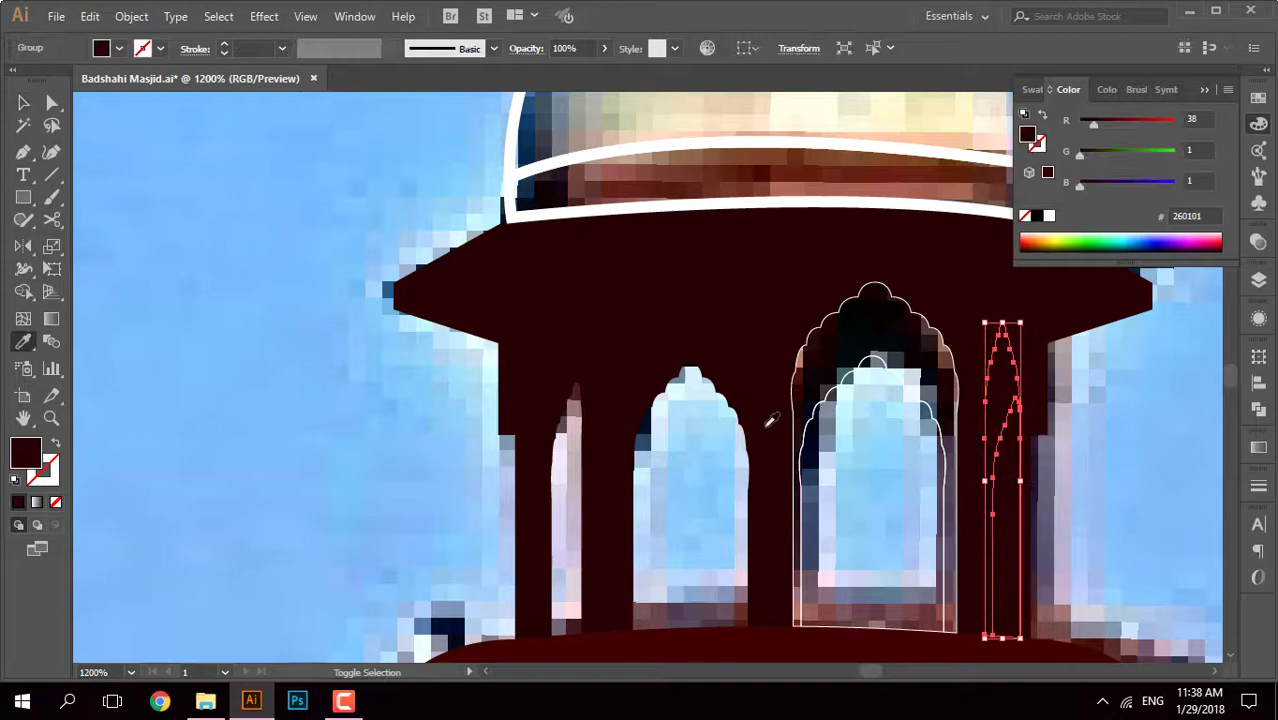 Ai File Edit Object Type Select Effect View Window Help Br St Essentials Search Adobe Stock
Group Stroke: Basic Opacity: 100% Style: Transform
Badshahi Masjid.ai* @ 1200% (RGB/Preview)
Swat Color Colo Brus Symt
R 38
G 1
B 1
# 260101
1200% 1 Toggle Selection
Ai Ps ENG 11:38 AM
1/29/2018